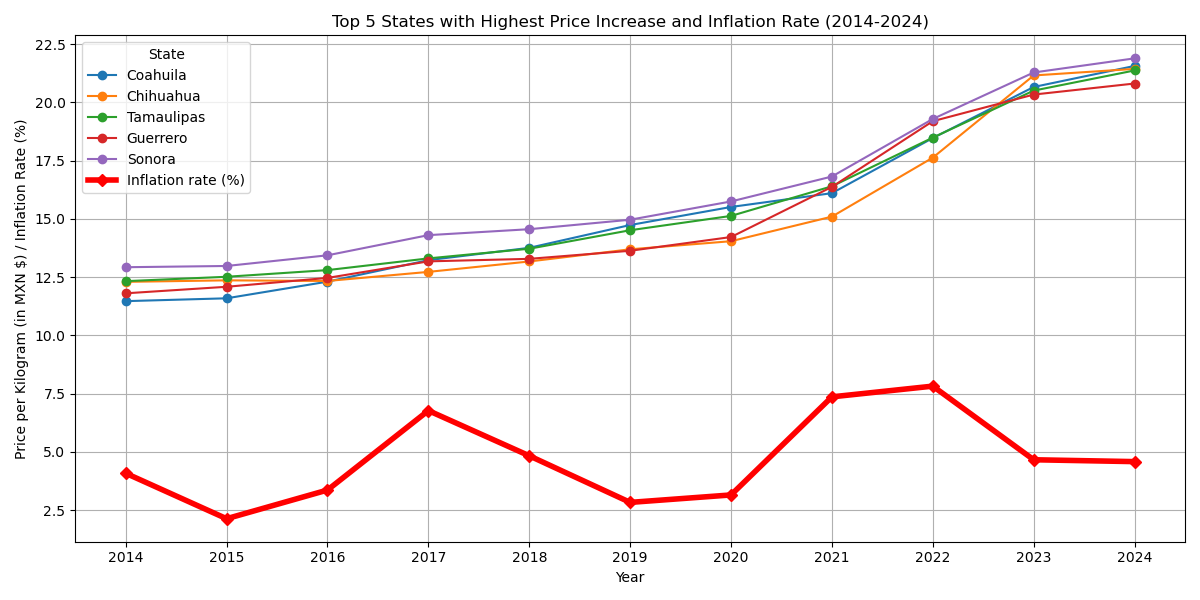 Top 5 States with Highest Price Increase and Inflation Rate (2014-2024)
Price per Kilogram (in MXN $) / Inflation Rate (%)
22.5
20.0
17.5
15.0
12.5
10.0
7.5
5.0
2.5
State
Coahuila
Chihuahua
Tamaulipas
Guerrero
Sonora
Inflation rate (%)
2014 2015 2016 2017 2018 2019 2020 2021 2022 2023 2024
Year